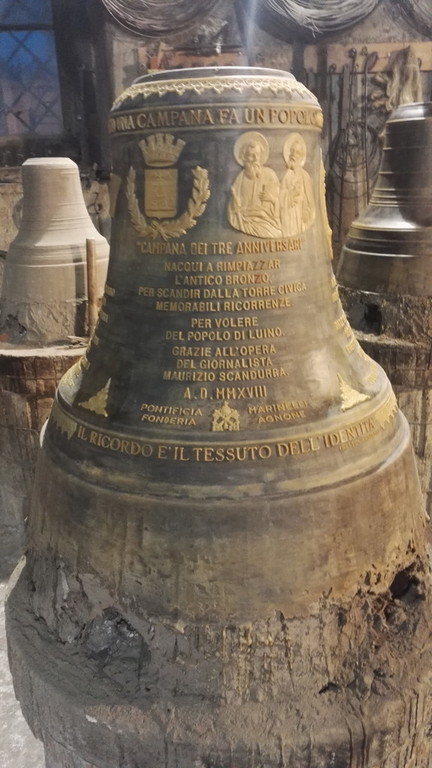 UNA CAMPANA FA UN POPOLO
"CAMPANA DEI TRE ANNIVERSARI"
NACQUI A RIMPIAZZAR
L'ANTICO BRONZO,
PER SCANDIR DALLA TORRE CIVICA
MEMORABILI RICORRENZE
PER VOLERE
DEL POPOLO DI LUINO.
GRAZIE ALL'OPERA
DEL GIORNALISTA
MAURIZIO SCANDURRA
A.D. MMXVIII
PONTIFICIA MARINELLI
FONDERIA AGNONE
IL RICORDO E' IL TESSUTO DELL'IDENTITA'